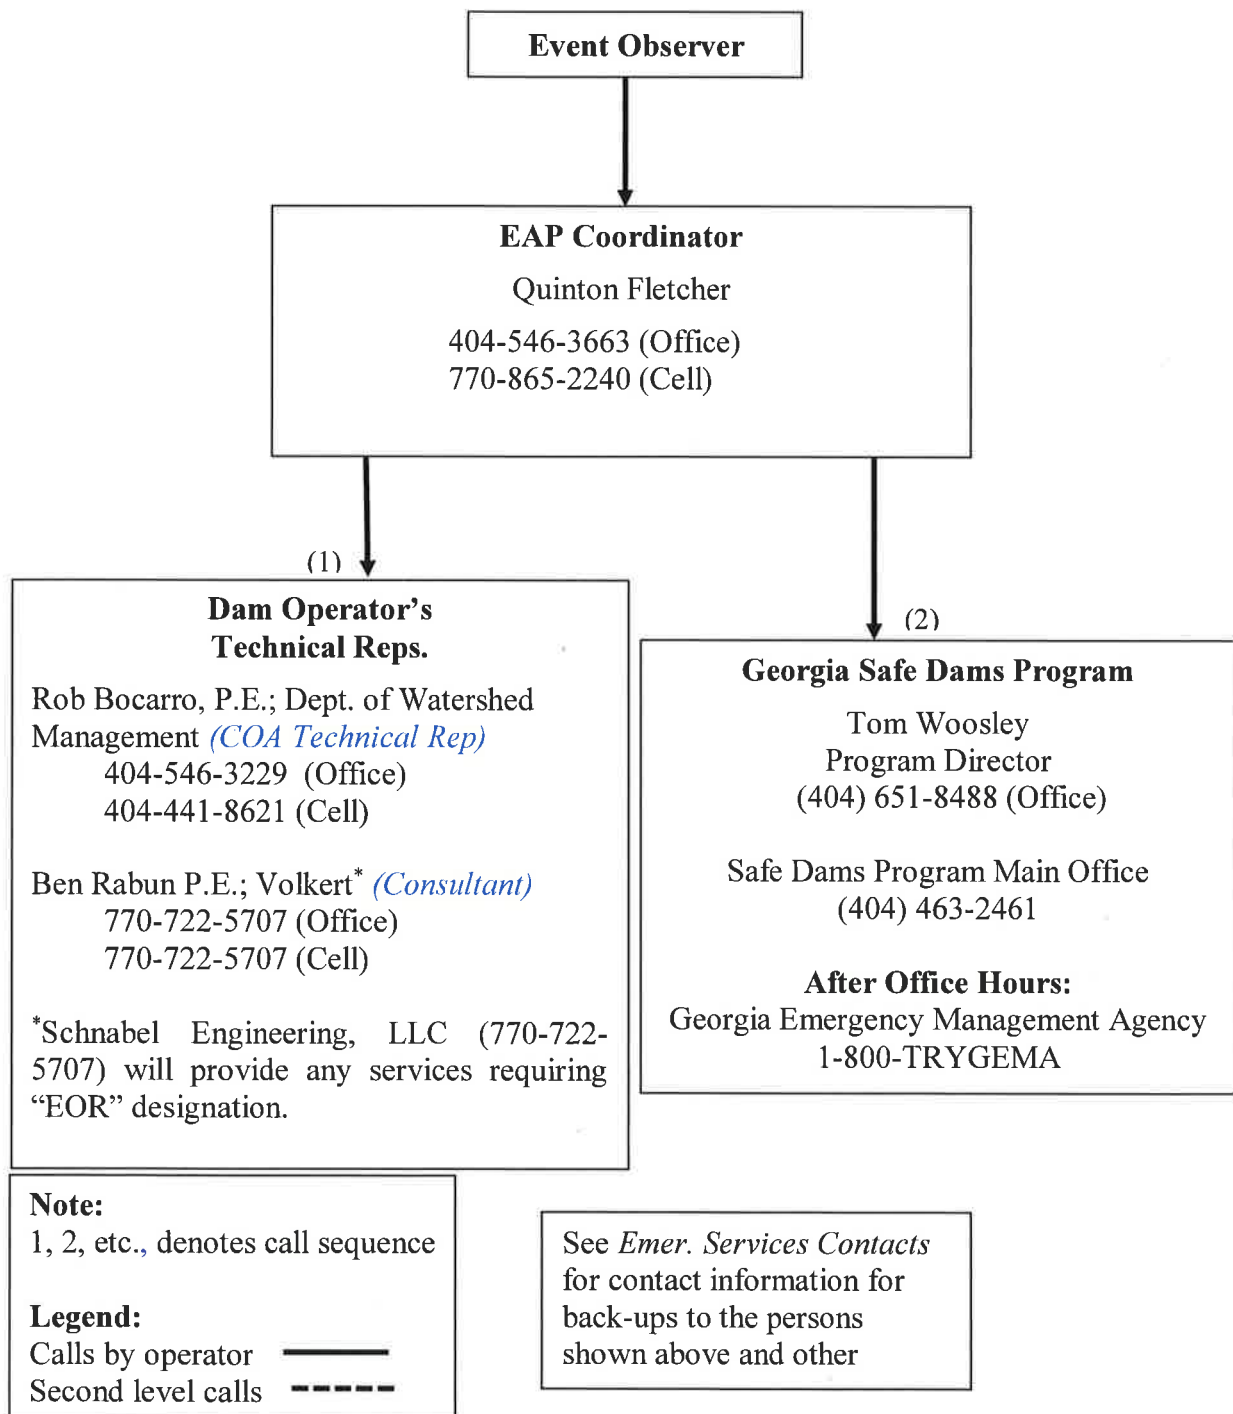 Event Observer
EAP Coordinator
Quinton Fletcher
404-546-3663 (Office)
770-865-2240 (Cell)
(1)
Dam Operator’s
Technical Reps.
Rob Bocarro, P.E.; Dept. of Watershed
Management (COA Technical Rep)
404-546-3229 (Office)
404-441-8621 (Cell)
Ben Rabun P.E.; Volkert* (Consultant)
770-722-5707 (Office)
770-722-5707 (Cell)
*Schnabel Engineering, LLC (770-722-
5707) will provide any services requiring
“EOR” designation.
(2)
Georgia Safe Dams Program
Tom Woosley
Program Director
(404) 651-8488 (Office)
Safe Dams Program Main Office
(404) 463-2461
After Office Hours:
Georgia Emergency Management Agency
1-800-TRYGEMA
Note:
1, 2, etc., denotes call sequence
Legend:
Calls by operator
Second level calls
See Emer. Services Contacts
for contact information for
back-ups to the persons
shown above and other